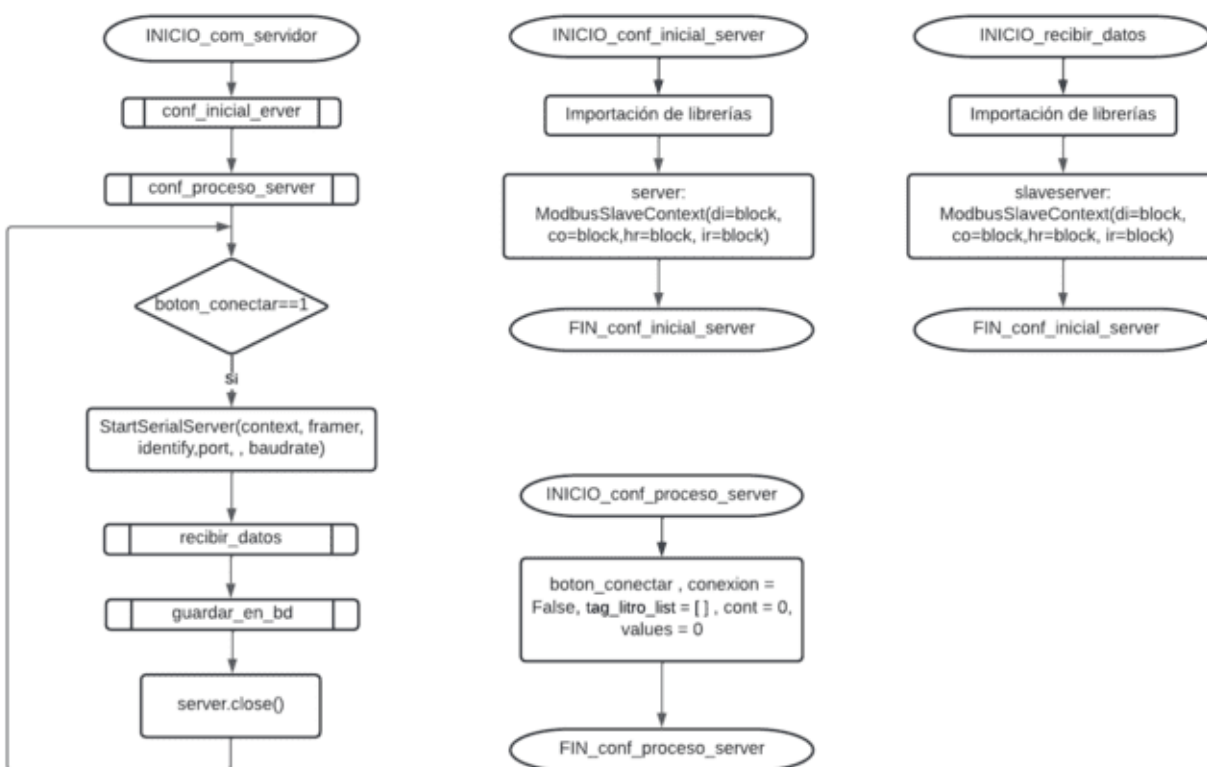 INICIO_com_servidor
conf_inicial_erver
conf_proceso_server
boton_conectar==1
si
StartSerialServer(context, framer,
identify,port, , baudrate)
recibir_datos
guardar_en_bd
server.close()
INICIO_conf_inicial_server
Importación de librerías
server:
ModbusSlaveContext(di=block,
co=block,hr=block, ir=block)
FIN_conf_inicial_server
INICIO_recibir_datos
Importación de librerías
slaveserver:
ModbusSlaveContext(di=block,
co=block,hr=block, ir=block)
FIN_conf_inicial_server
INICIO_conf_proceso_server
boton_conectar , conexion =
False, tag_litro_list = [ ] , cont = 0,
values = 0
FIN_conf_proceso_server